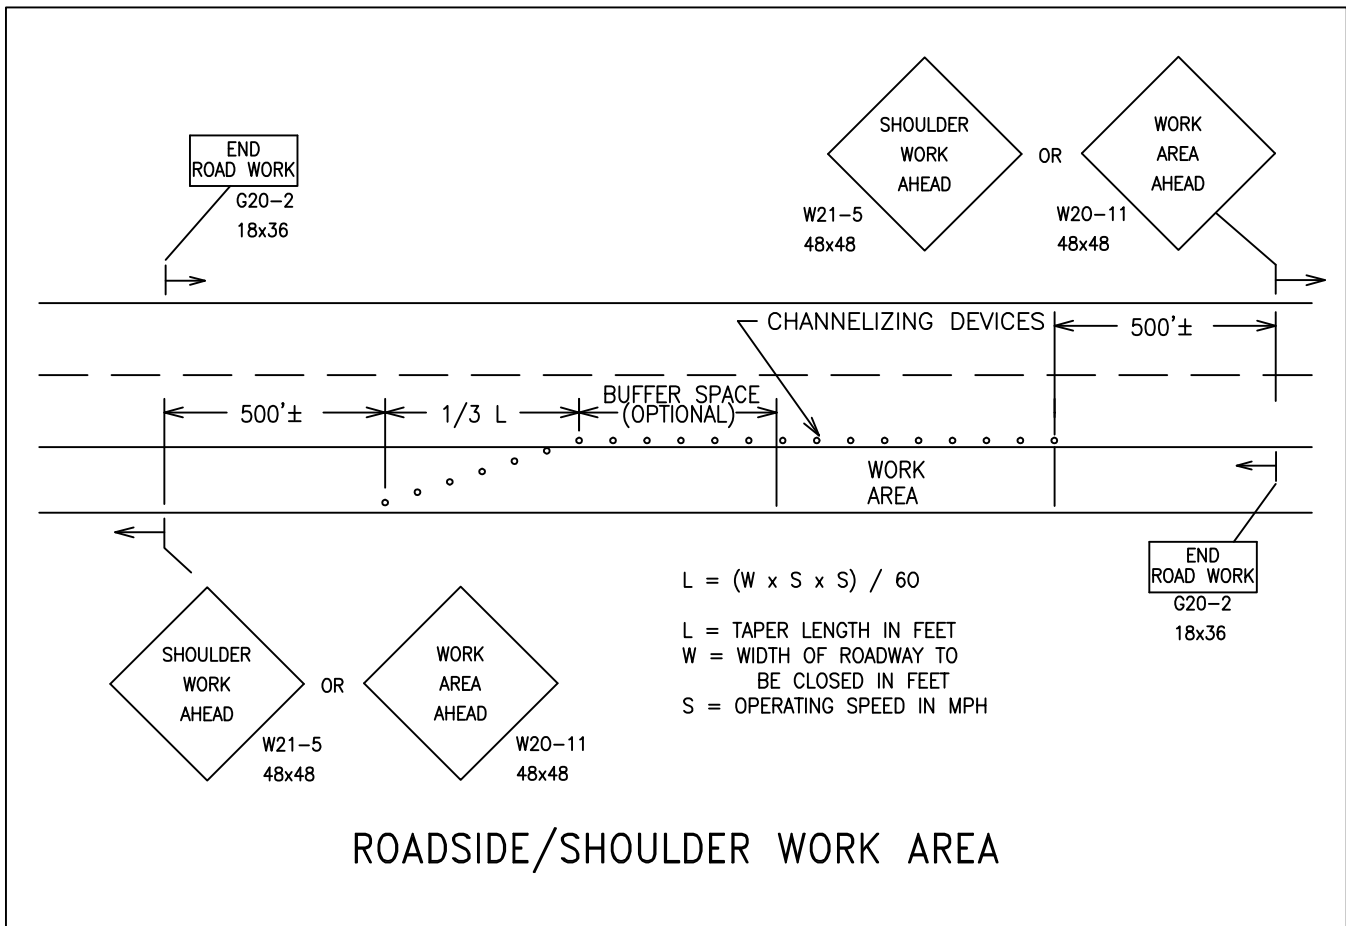 END
ROAD WORK
G20-2
18x36
SHOULDER
WORK
AHEAD
W21-5
48x48
OR
WORK
AREA
AHEAD
W20-11
48x48
CHANNELIZING DEVICES
500'±
500'±
1/3 L
BUFFER SPACE
(OPTIONAL)
WORK
AREA
END
ROAD WORK
G20-2
18x36
L = (W x S x S) / 60
L = TAPER LENGTH IN FEET
W = WIDTH OF ROADWAY TO
BE CLOSED IN FEET
S = OPERATING SPEED IN MPH
SHOULDER
WORK
AHEAD
W21-5
48x48
OR
WORK
AREA
AHEAD
W20-11
48x48
ROADSIDE/SHOULDER WORK AREA